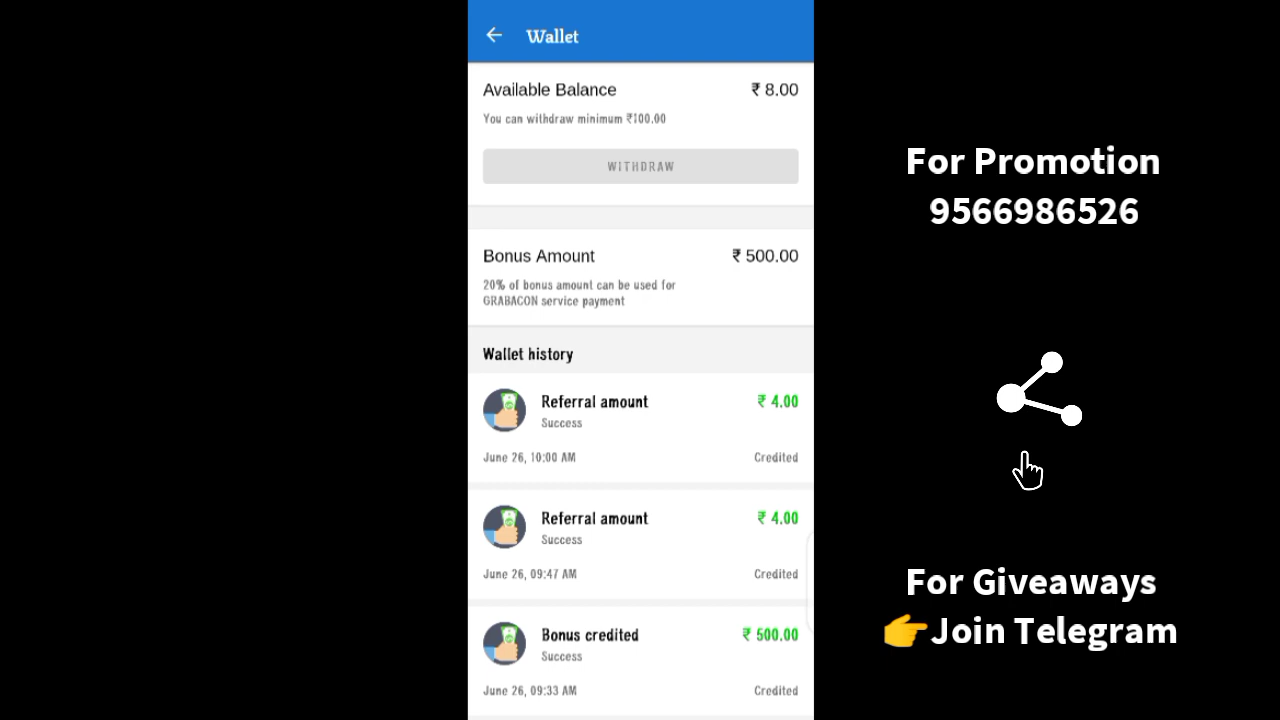 Wallet
Available Balance
₹ 8.00
You can withdraw minimum ₹100.00
WITHDRAW
Bonus Amount
₹ 500.00
20% of bonus amount can be used for
GRABACON service payment
Wallet history
Referral amount
₹ 4.00
Success
June 26, 10:00 AM
Credited
Referral amount
₹ 4.00
Success
June 26, 09:47 AM
Credited
Bonus credited
₹ 500.00
Success
June 26, 09:33 AM
Credited
For Promotion
9566986526
For Giveaways
👉Join Telegram